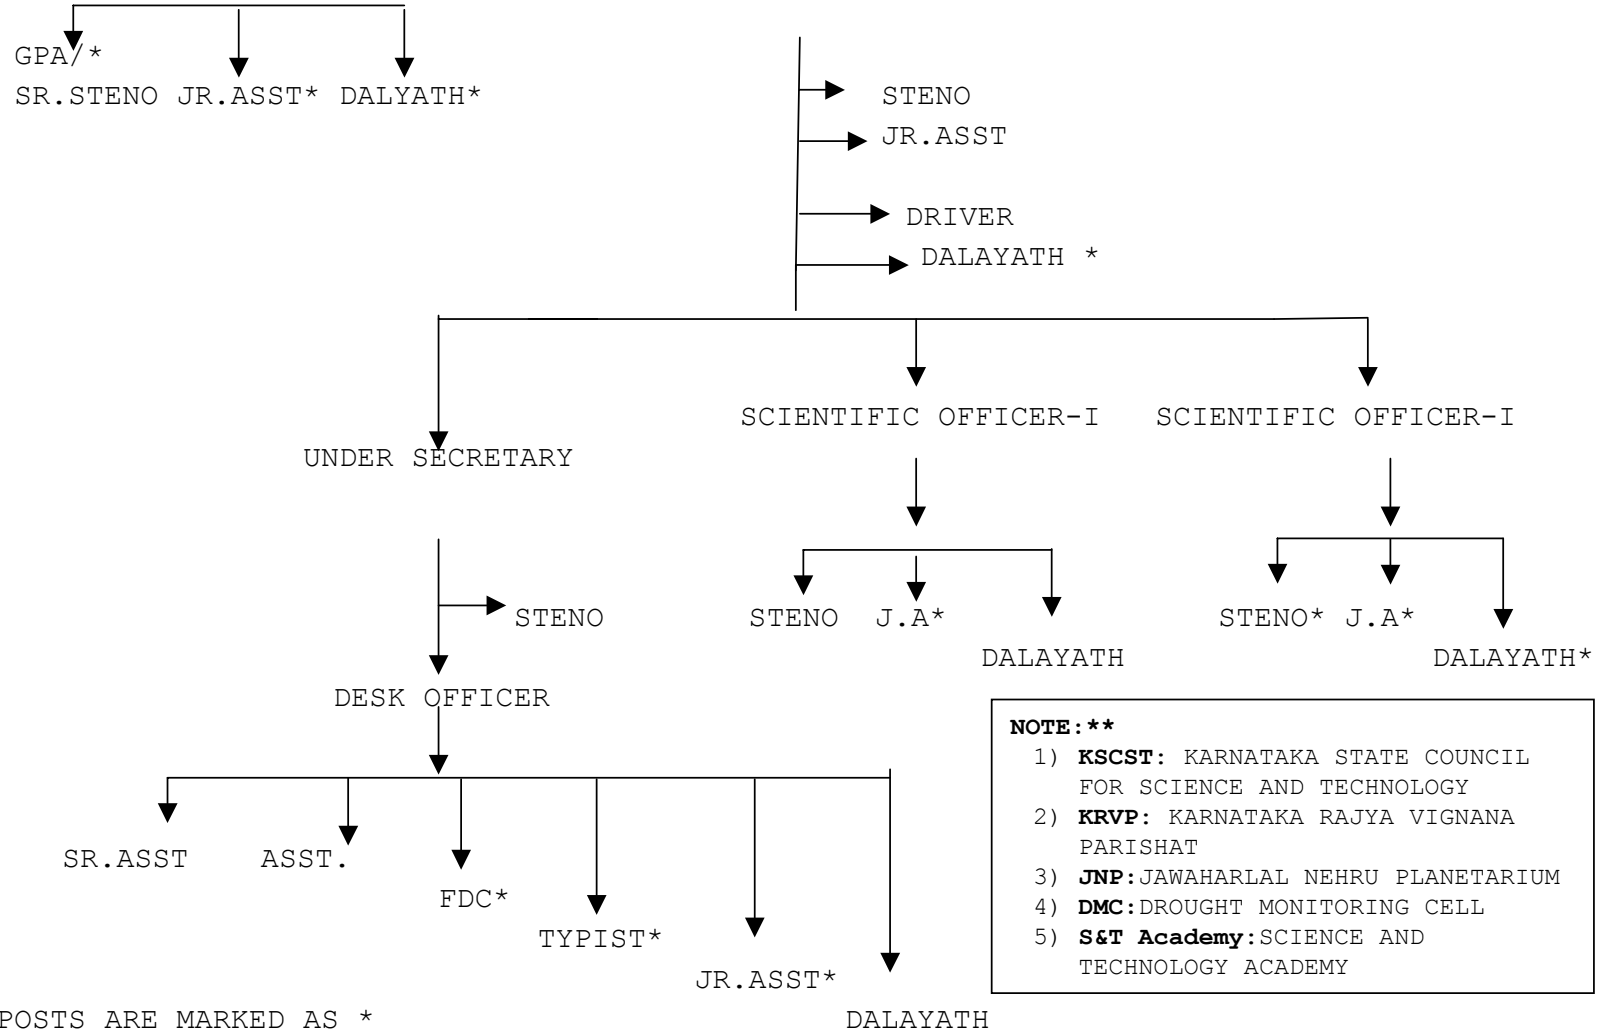 GPA/*
SR.STENO JR.ASST* DALYATH*
STENO
JR.ASST
DRIVER
DALAYATH *
SCIENTIFIC OFFICER-I SCIENTIFIC OFFICER-I
UNDER SECRETARY
STENO STENO J.A* STENO* J.A*
DALAYATH DALAYATH*
DESK OFFICER
NOTE:**
1) KSCST: KARNATAKA STATE COUNCIL
FOR SCIENCE AND TECHNOLOGY
2) KRVP: KARNATAKA RAJYA VIGNANA
PARISHAT
3) JNP:JAWAHARLAL NEHRU PLANETARIUM
4) DMC:DROUGHT MONITORING CELL
5) S&T Academy:SCIENCE AND
TECHNOLOGY ACADEMY
SR.ASST ASST.
FDC*
TYPIST*
JR.ASST*
POSTS ARE MARKED AS * DALAYATH